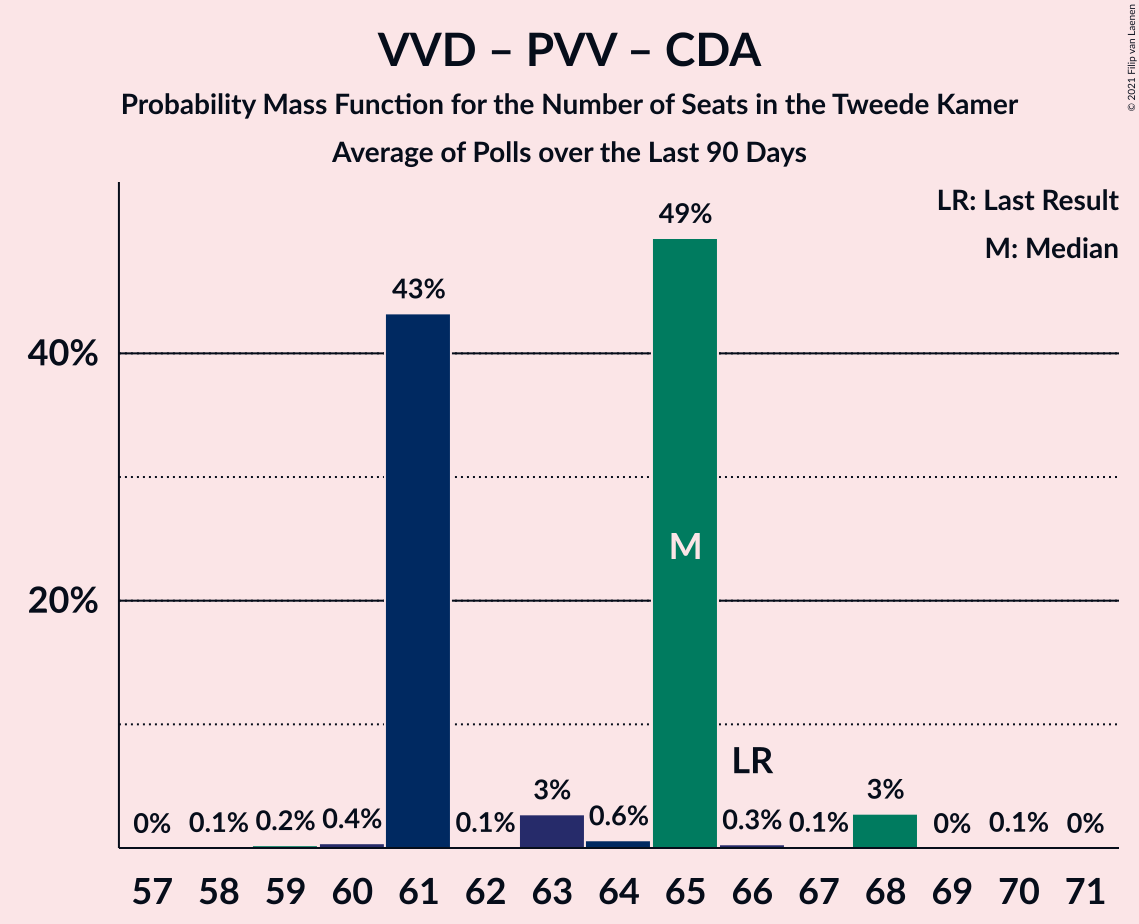 VVD – PVV – CDA
Probability Mass Function for the Number of Seats in the Tweede Kamer
Average of Polls over the Last 90 Days
© 2021 Filip van Laenen
LR: Last Result
M: Median
40%
20%
0%
0.1%
0.2%
0.4%
43%
0.1%
3%
0.6%
49%
M
LR
0.3%
0.1%
3%
0%
0.1%
0%
57 58 59 60 61 62 63 64 65 66 67 68 69 70 71